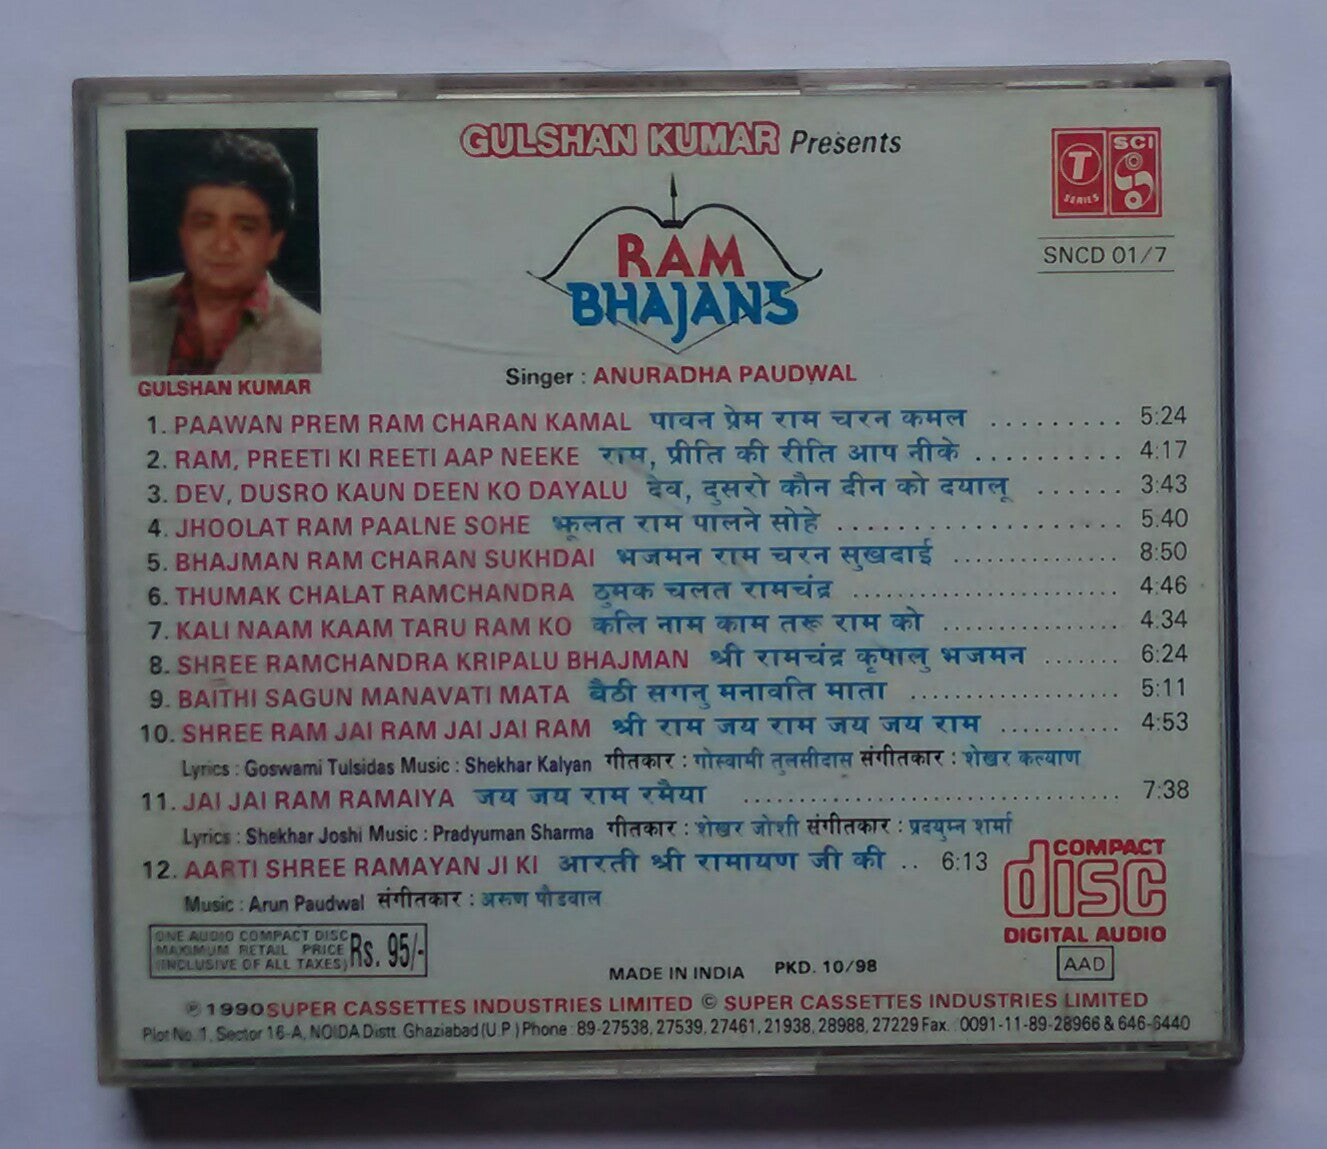 GULSHAN KUMAR Presents
T SERIES SCI
RAM
BHAJANS
SNCD 01/7
GULSHAN KUMAR
Singer : ANURADHA PAUDWAL
1. PAAWAN PREM RAM CHARAN KAMAL पावन प्रेम राम चरन कमल ......... 5:24
2. RAM, PREETI KI REETI AAP NEEKE राम, प्रीति की रीति आप नीके .......... 4:17
3. DEV, DUSRO KAUN DEEN KO DAYALU देव, दुसरो कौन दीन को दयालू ...... 3:43
4. JHOOLAT RAM PAALNE SOHE झूलत राम पालने सोहे .................... 5:40
5. BHAJMAN RAM CHARAN SUKHDAI भजमन राम चरन सुखदाई ............... 8:50
6. THUMAK CHALAT RAMCHANDRA ठुमक चलत रामचंद्र ........................ 4:46
7. KALI NAAM KAAM TARU RAM KO कलि नाम काम तरू राम को ................ 4:34
8. SHREE RAMCHANDRA KRIPALU BHAJMAN श्री रामचंद्र कृपालु भजमन ....... 6:24
9. BAITHI SAGUN MANAVATI MATA बैठी सगनु मनावति माता ................... 5:11
10. SHREE RAM JAI RAM JAI JAI RAM श्री राम जय राम जय जय राम ........... 4:53
Lyrics : Goswami Tulsidas Music : Shekhar Kalyan गीतकार : गोस्वामी तुलसीदास संगीतकार : शेखर कल्याण
11. JAI JAI RAM RAMAIYA जय जय राम रमैया .................................. 7:38
Lyrics : Shekhar Joshi Music : Pradyuman Sharma गीतकार : शेखर जोशी संगीतकार : प्रदयुम्न शर्मा
12. AARTI SHREE RAMAYAN JI KI आरती श्री रामायण जी की .. 6:13
Music : Arun Paudwal संगीतकार : अरुण पौडवाल
COMPACT
disc
DIGITAL AUDIO
AAD
ONE AUDIO COMPACT DISC
MAXIMUM RETAIL PRICE Rs. 95/-
(INCLUSIVE OF ALL TAXES)
MADE IN INDIA PKD. 10/98
℗ 1990 SUPER CASSETTES INDUSTRIES LIMITED © SUPER CASSETTES INDUSTRIES LIMITED
Plot No. 1, Sector 16-A, NOIDA Distt. Ghaziabad (U.P.) Phone : 89-27538, 27539, 27461, 21938, 28988, 27229 Fax. : 0091-11-89-28966 & 646-6440